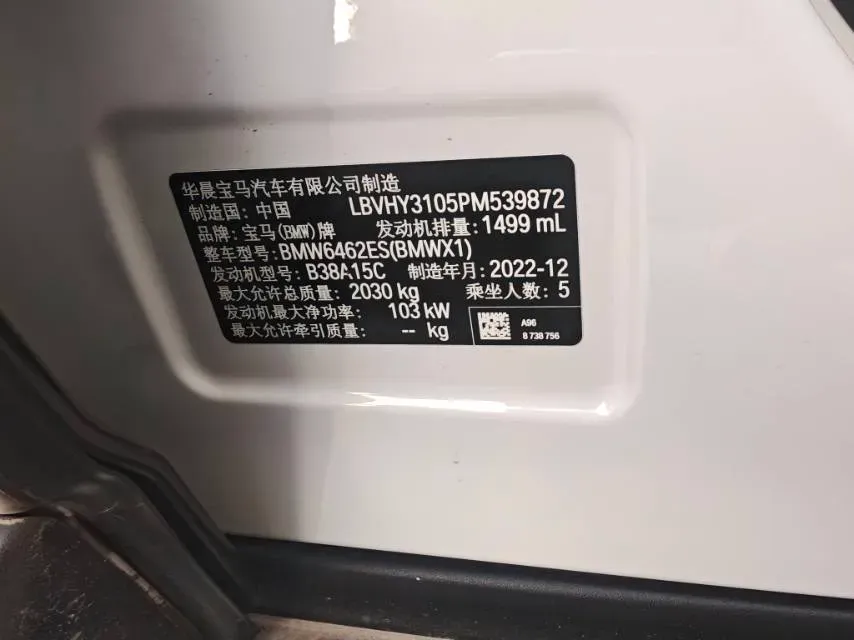 华晨宝马汽车有限公司制造
制造国: 中国 LBVHY3105PM539872
品牌: 宝马(BMW)牌 发动机排量: 1499 mL
整车型号: BMW6462ES(BMWX1)
发动机型号: B38A15C 制造年月: 2022-12
最大允许总质量: 2030 kg 乘坐人数: 5
发动机最大净功率: 103 kW
最大允许牵引质量: -- kg
A96
8 738 756